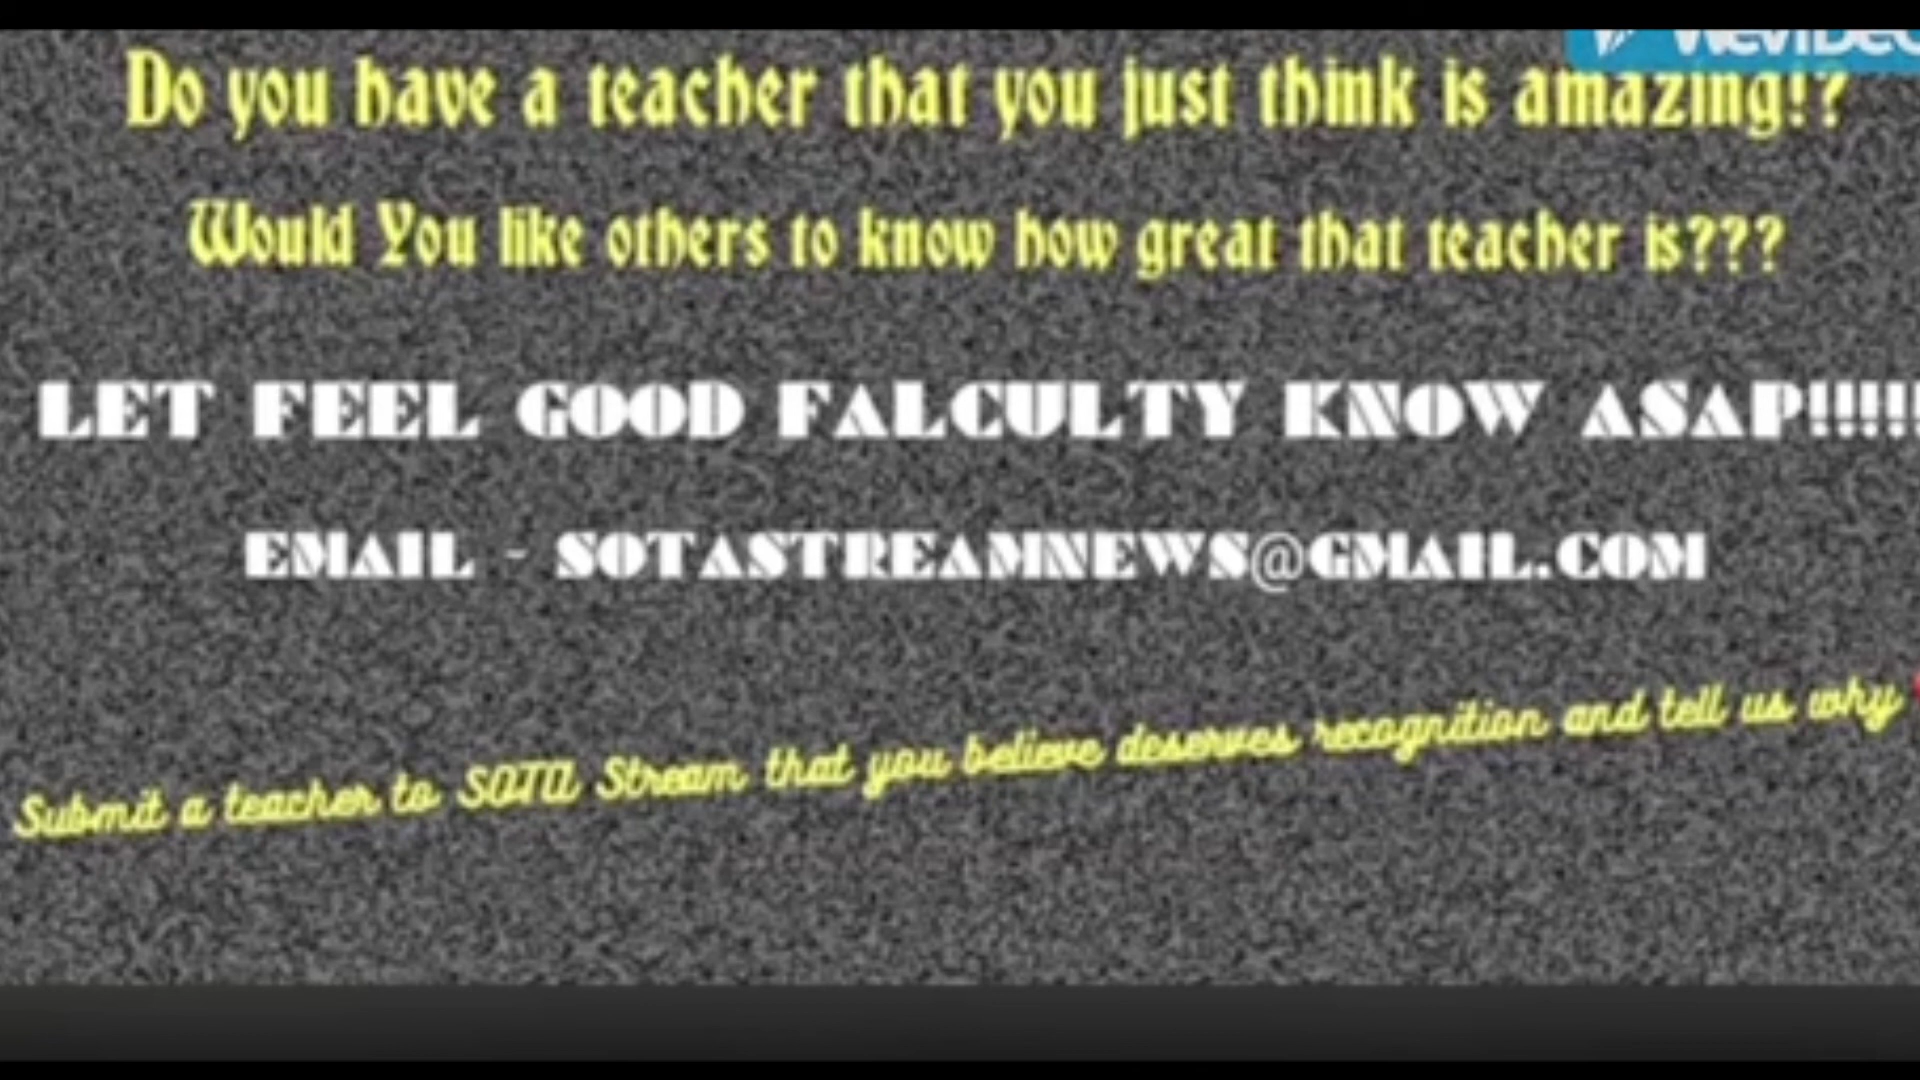 WeVideo
Do you have a teacher that you just think is amazing!?
Would You like others to know how great that teacher is???
LET FEEL GOOD FALCULTY KNOW ASAP!!!!!
EMAIL - SOTASTREAMNEWS@GMAIL.COM
Submit a teacher to SOTA Stream that you believe deserves recognition and tell us why